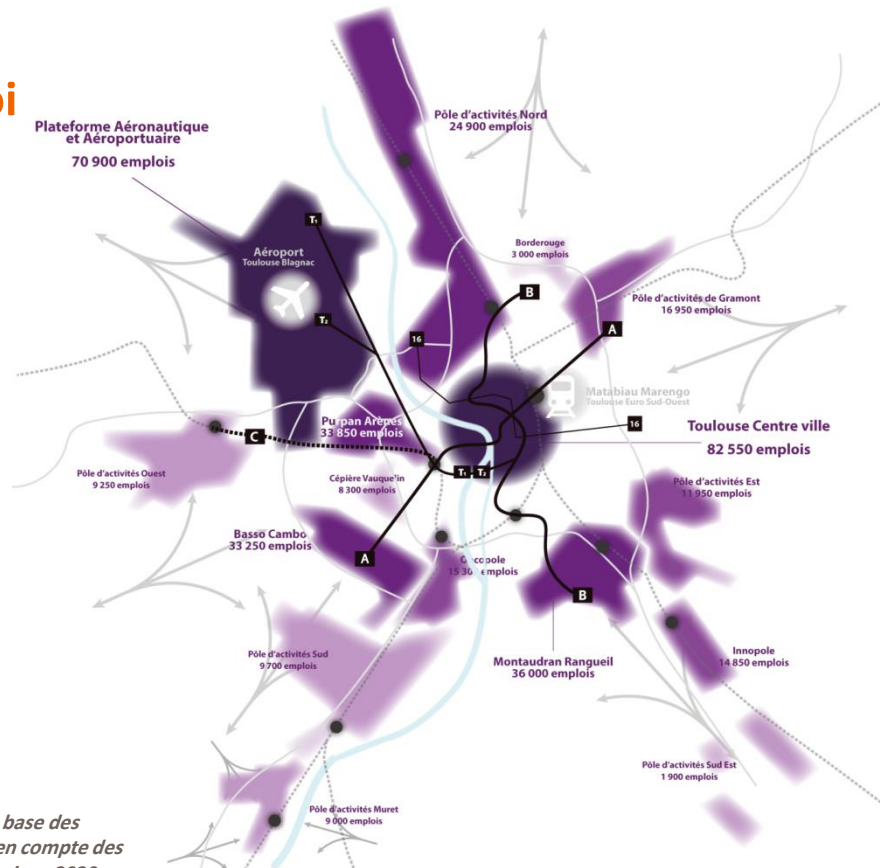 Plateforme Aéronautique
et Aéroportuaire
70 900 emplois
Pôle d'activités Nord
24 900 emplois
T1
Aéroport
Toulouse Blagnac
Borderouge
3 000 emplois
B
Pôle d'activités de Gramont
16 950 emplois
T2
A
16
Matabiau Marengo
Toulouse Euro Sud-Ouest
Purpan Arènes
33 850 emplois
16
Toulouse Centre ville
82 550 emplois
C
Pôle d'activités Ouest
9 250 emplois
T1
T2
Cépière Vauquelin
8 300 emplois
Pôle d'activités Est
11 950 emplois
Basso Cambo
33 250 emplois
A
emplois
B
Pôle d'activités Sud
9 700 emplois
Montaudran Rangueil
36 000 emplois
Innopole
14 850 emplois
Pôle d'activités Sud Est
1 900 emplois
Pôle d'activités Muret
9 000 emplois
base des
en compte des